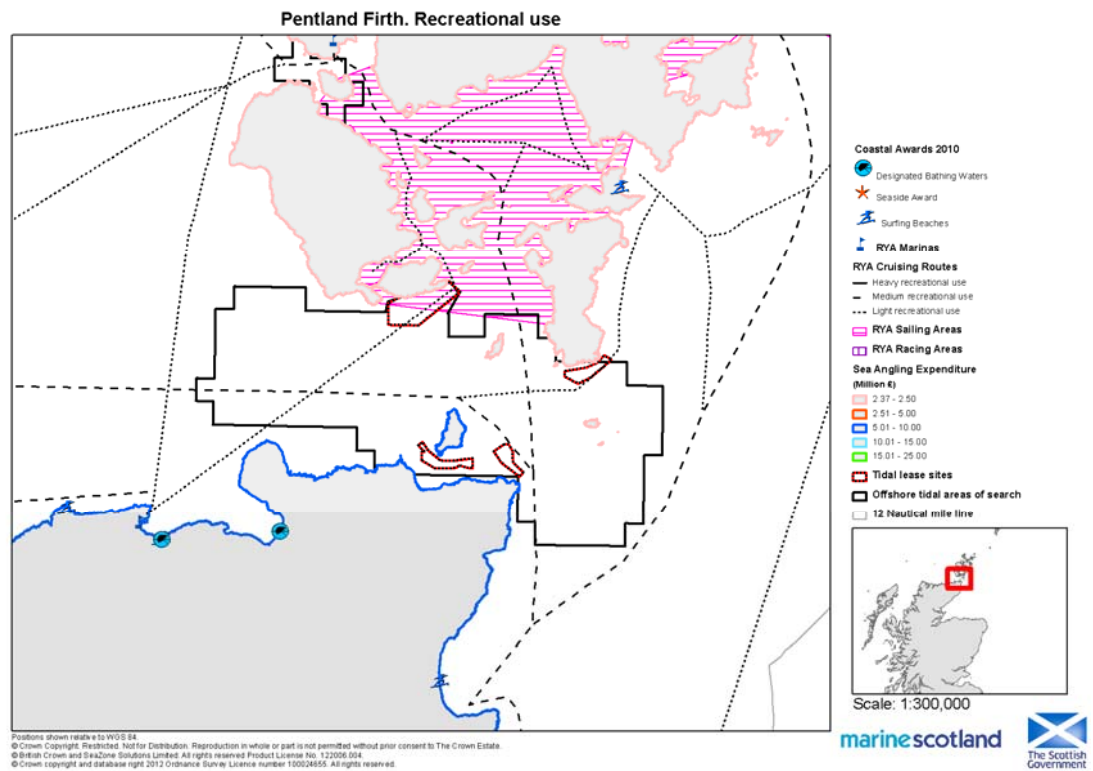 Pentland Firth. Recreational use
Coastal Awards 2010
Designated Bathing Waters
Seaside Award
Surfing Beaches
RYA Marinas
RYA Cruising Routes
Heavy recreational use
Medium recreational use
Light recreational use
RYA Sailing Areas
RYA Racing Areas
Sea Angling Expenditure
(Million £)
2.37 - 2.50
2.51 - 5.00
5.01 - 10.00
10.01 - 15.00
15.01 - 25.00
Tidal lease sites
Offshore tidal areas of search
12 Nautical mile line
Scale: 1:300,000
marinescotland
The Scottish
Government
Positions shown relative to WGS 84.
© Crown Copyright. Restricted. Not for Distribution. Reproduction in whole or part is not permitted without prior consent to The Crown Estate.
© British Crown and SeaZone Solutions Limited. All rights reserved Product License No. 122006.004.
© Crown copyright and database right 2012 Ordnance Survey Licence number 100024655. All rights reserved.